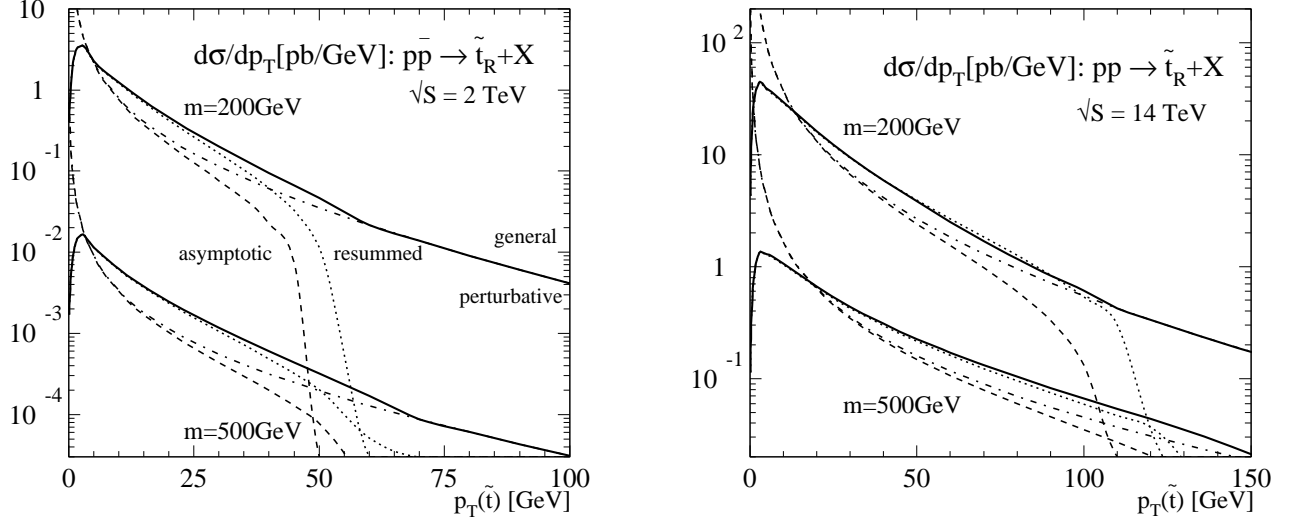 10
1
10^-1
10^-2
10^-3
10^-4
dσ/dp_T[pb/GeV]: pp̄ → t̃_R+X
√S = 2 TeV
m=200GeV
asymptotic
resummed
general
perturbative
m=500GeV
0 25 50 75 100
p_T(t̃) [GeV]
10^2
10
1
10^-1
dσ/dp_T[pb/GeV]: pp → t̃_R+X
√S = 14 TeV
m=200GeV
m=500GeV
0 50 100 150
p_T(t̃) [GeV]